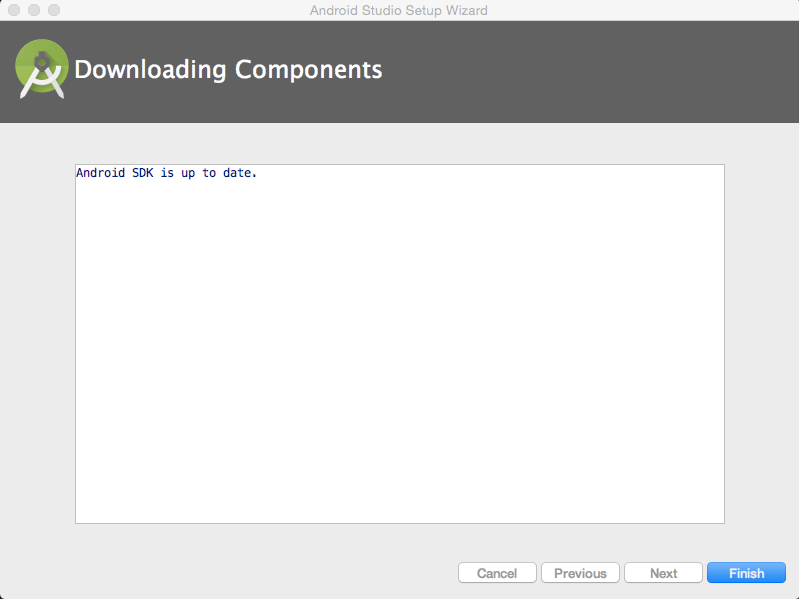 Android Studio Setup Wizard
Downloading Components
Android SDK is up to date.
Cancel Previous Next Finish